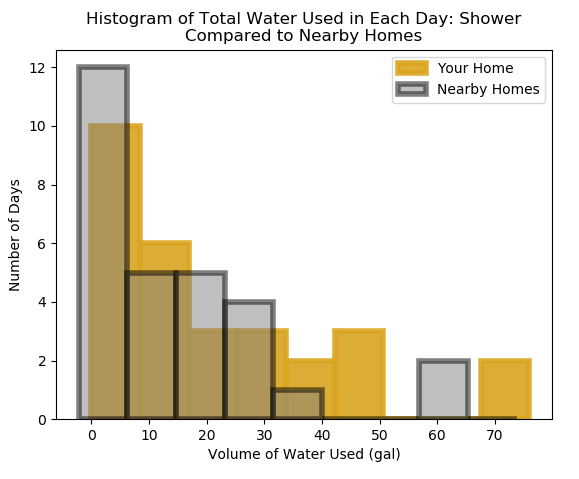 Histogram of Total Water Used in Each Day: Shower
Compared to Nearby Homes
Your Home
Nearby Homes
Number of Days
12
10
8
6
4
2
0
0 10 20 30 40 50 60 70
Volume of Water Used (gal)